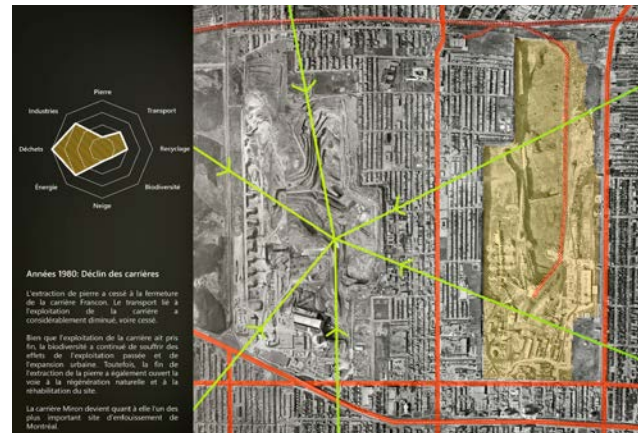 Pierre
Industries
Transport
Déchets
Recyclage
Énergie
Biodiversité
Neige
Années 1980: Déclin des carrières
L'extraction de pierre a cessé à la fermeture
de la carrière Francon. Le transport lié à
l'exploitation de la carrière a
considérablement diminué, voire cessé.
Bien que l'exploitation de la carrière ait pris
fin, la biodiversité a continué de souffrir des
effets de l'exploitation passée et de
l'expansion urbaine. Toutefois, la fin de
l'extraction de la pierre a également ouvert la
voie à la régénération naturelle et à la
réhabilitation du site.
La carrière Miron devient quant à elle l'un des
plus important site d'enfouissement de
Montréal.